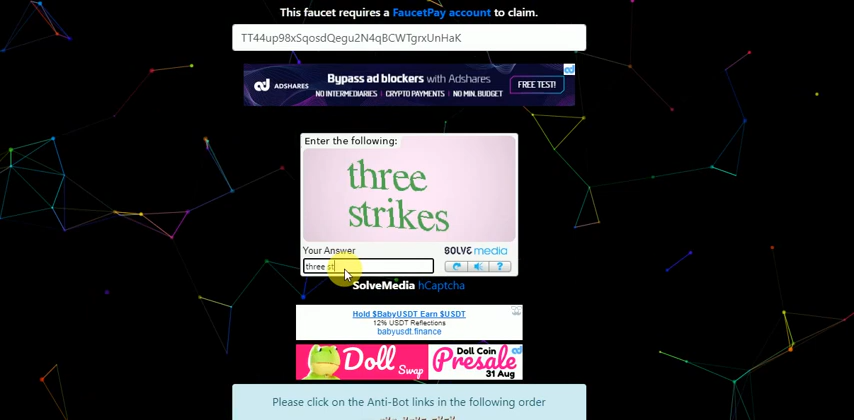 This faucet requires a FaucetPay account to claim.
TT44up98xSqosdQegu2N4qBCWTgrxUnHaK
ADSHARES
Bypass ad blockers with Adshares
NO INTERMEDIARIES | CRYPTO PAYMENTS | NO MIN. BUDGET
FREE TEST!
Enter the following:
three
strikes
Your Answer
SOLVE media
three st
SolveMedia hCaptcha
Hold $BabyUSDT Earn $USDT
12% USDT Reflections
babyusdt.finance
Doll Swap
Doll Coin
Presale
31 Aug
Please click on the Anti-Bot links in the following order